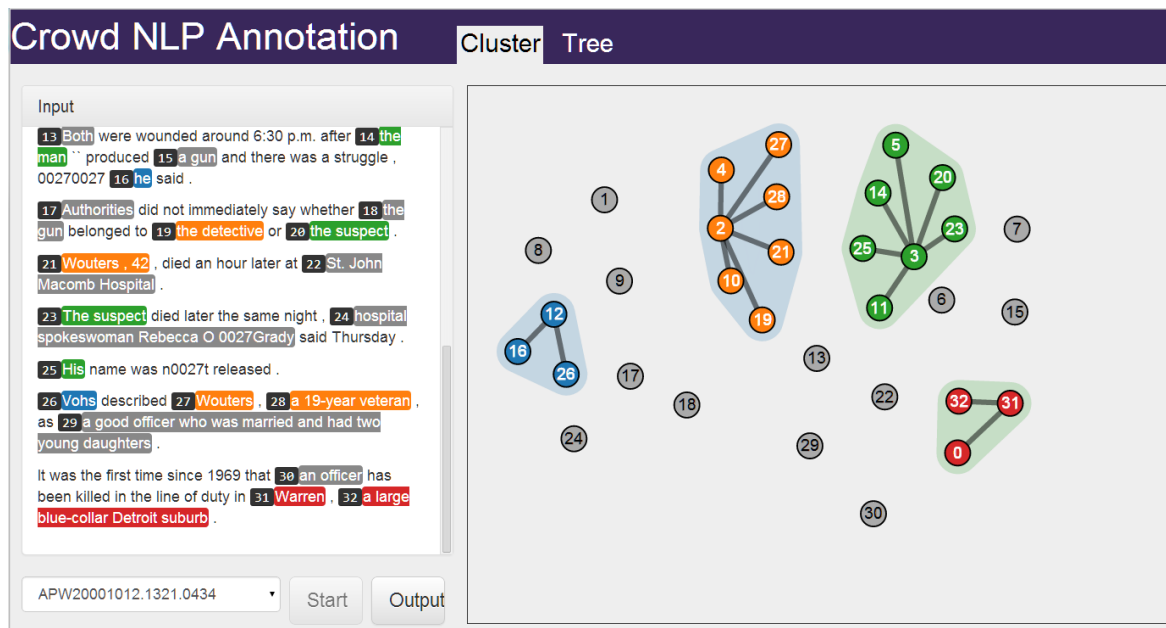 Crowd NLP Annotation
Cluster Tree
Input
13 Both were wounded around 6:30 p.m. after 14 the
man `` produced 15 a gun and there was a struggle ,
00270027 16 he said .
17 Authorities did not immediately say whether 18 the
gun belonged to 19 the detective or 20 the suspect .
21 Wouters , 42 , died an hour later at 22 St. John
Macomb Hospital .
23 The suspect died later the same night , 24 hospital
spokeswoman Rebecca O 0027Grady said Thursday .
25 His name was n0027t released .
26 Vohs described 27 Wouters , 28 a 19-year veteran ,
as 29 a good officer who was married and had two
young daughters .
It was the first time since 1969 that 30 an officer has
been killed in the line of duty in 31 Warren , 32 a large
blue-collar Detroit suburb .
APW20001012.1321.0434
Start
Output
27
5
4
20
14
28
1
2
23
7
8
25
21
3
9
10
6
11
15
12
19
16
13
26
17
22
18
32
31
24
29
0
30